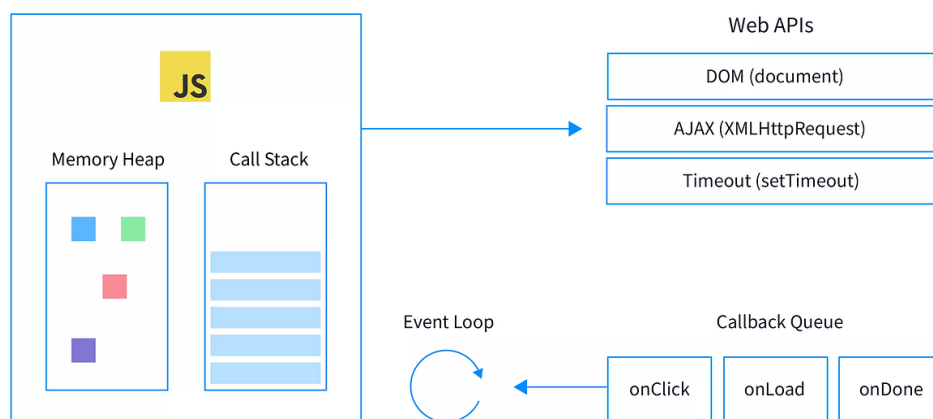 JS
Memory Heap
Call Stack
Web APIs
DOM (document)
AJAX (XMLHttpRequest)
Timeout (setTimeout)
Event Loop
Callback Queue
onClick
onLoad
onDone